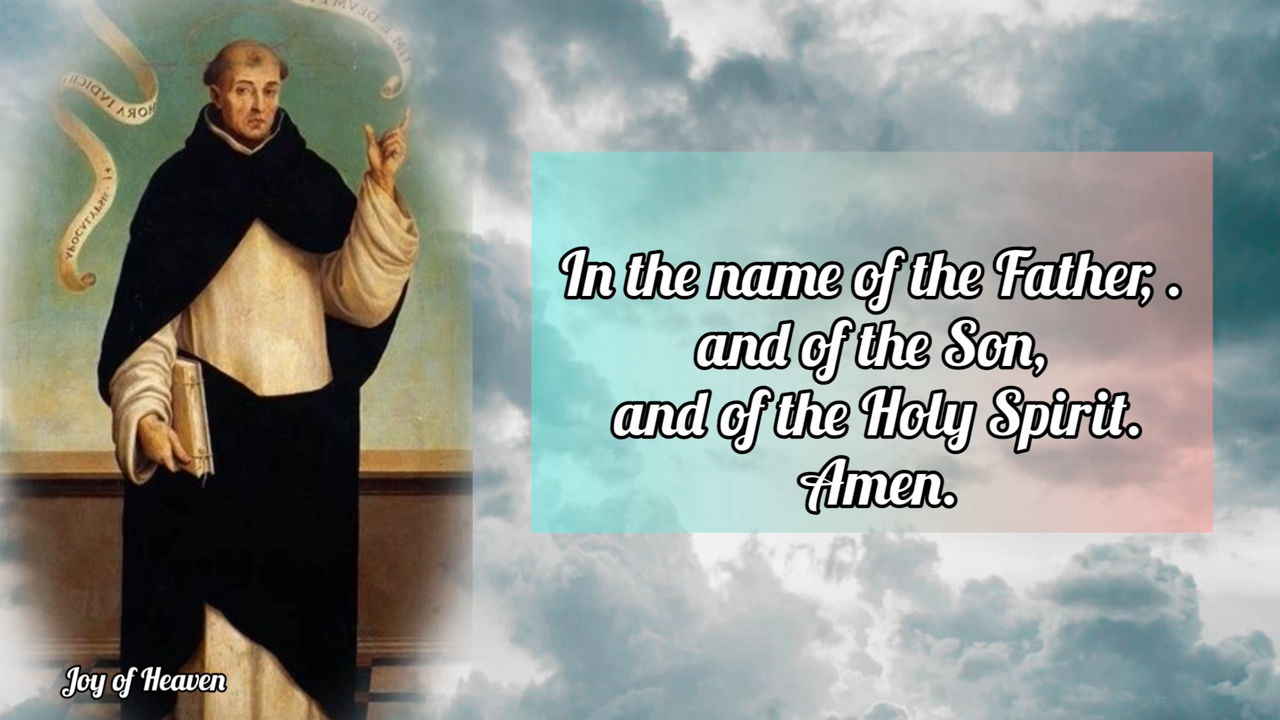 In the name of the Father, .
and of the Son,
and of the Holy Spirit.
Amen.
Joy of Heaven